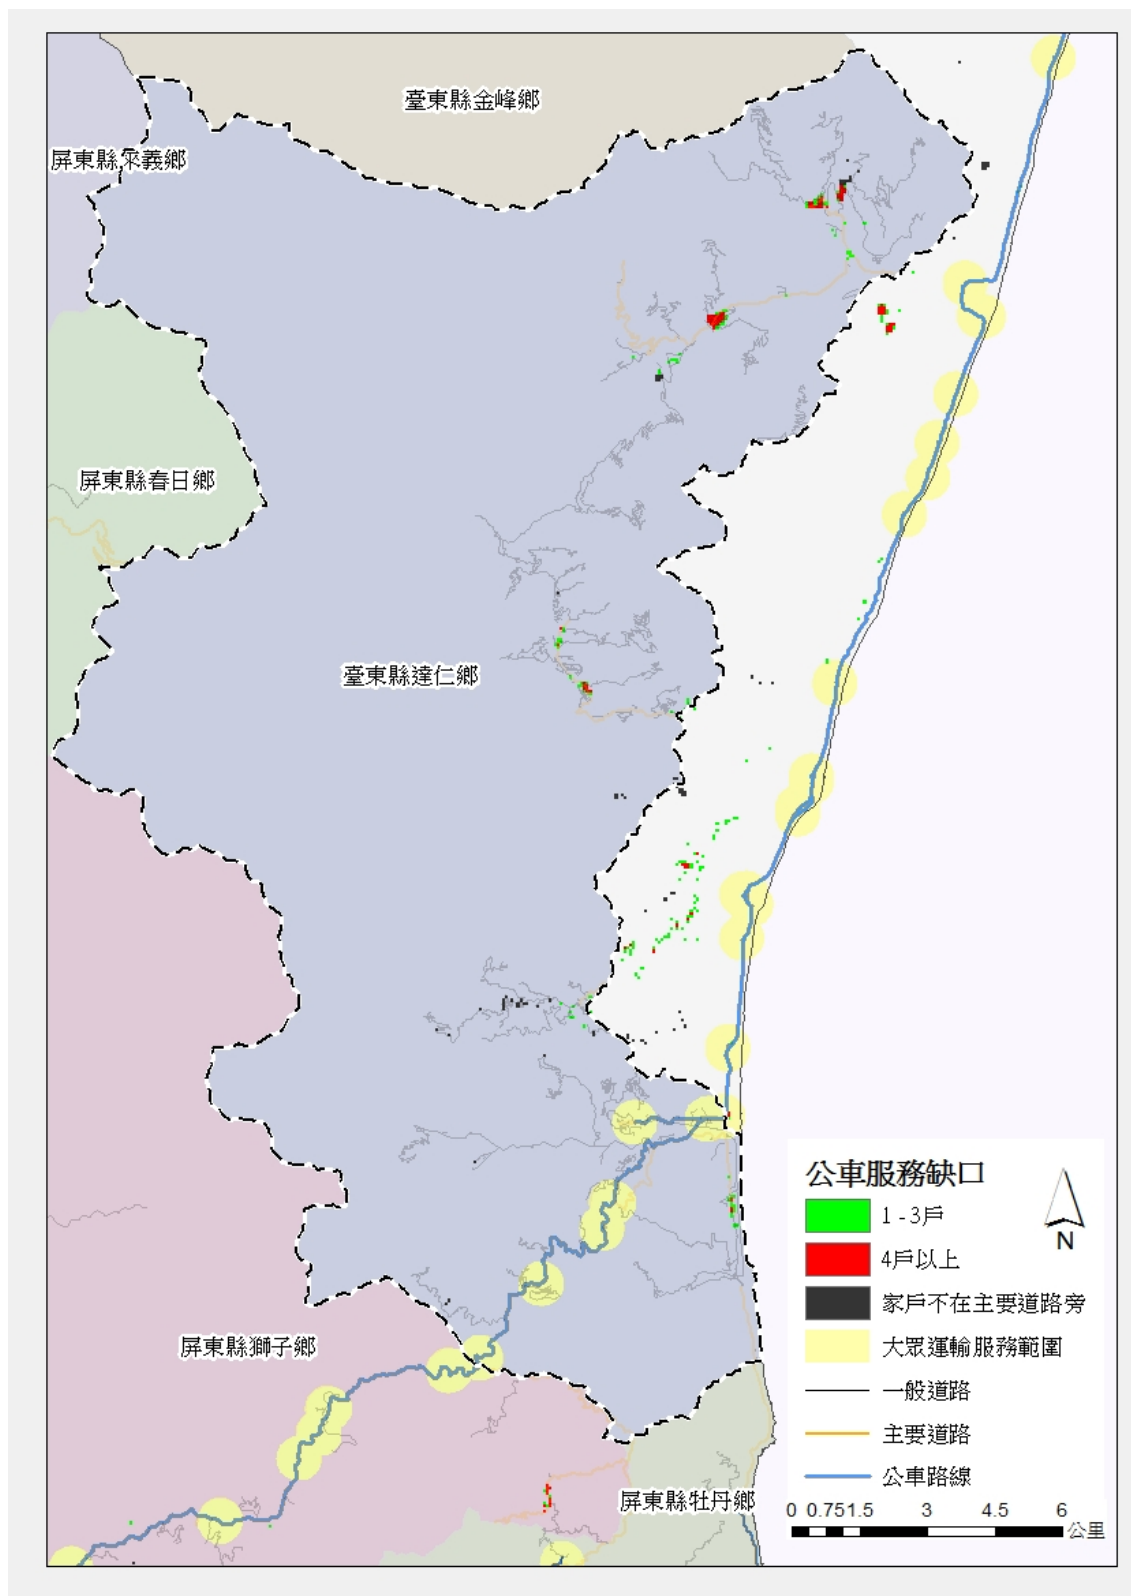 臺東縣金峰鄉
屏東縣來義鄉
屏東縣春日鄉
臺東縣達仁鄉
屏東縣獅子鄉
屏東縣牡丹鄉
公車服務缺口
1 - 3戶
4戶以上
家戶不在主要道路旁
大眾運輸服務範圍
一般道路
主要道路
公車路線
N
0 0.75 1.5 3 4.5 6
公里